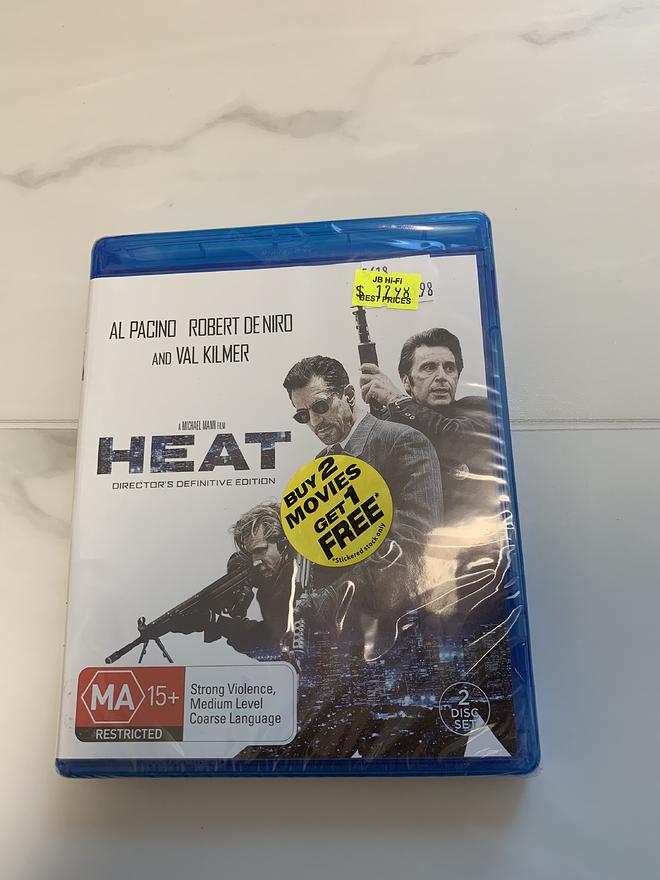 JB HI-FI
$ 12.98
BEST PRICES
98
AL PACINO ROBERT DE NIRO
AND VAL KILMER
A MICHAEL MANN FILM
HEAT
DIRECTOR'S DEFINITIVE EDITION
BUY 2
MOVIES
GET 1
FREE*
*Stickered stock only
MA 15+
RESTRICTED
Strong Violence,
Medium Level
Coarse Language
2
DISC
SET